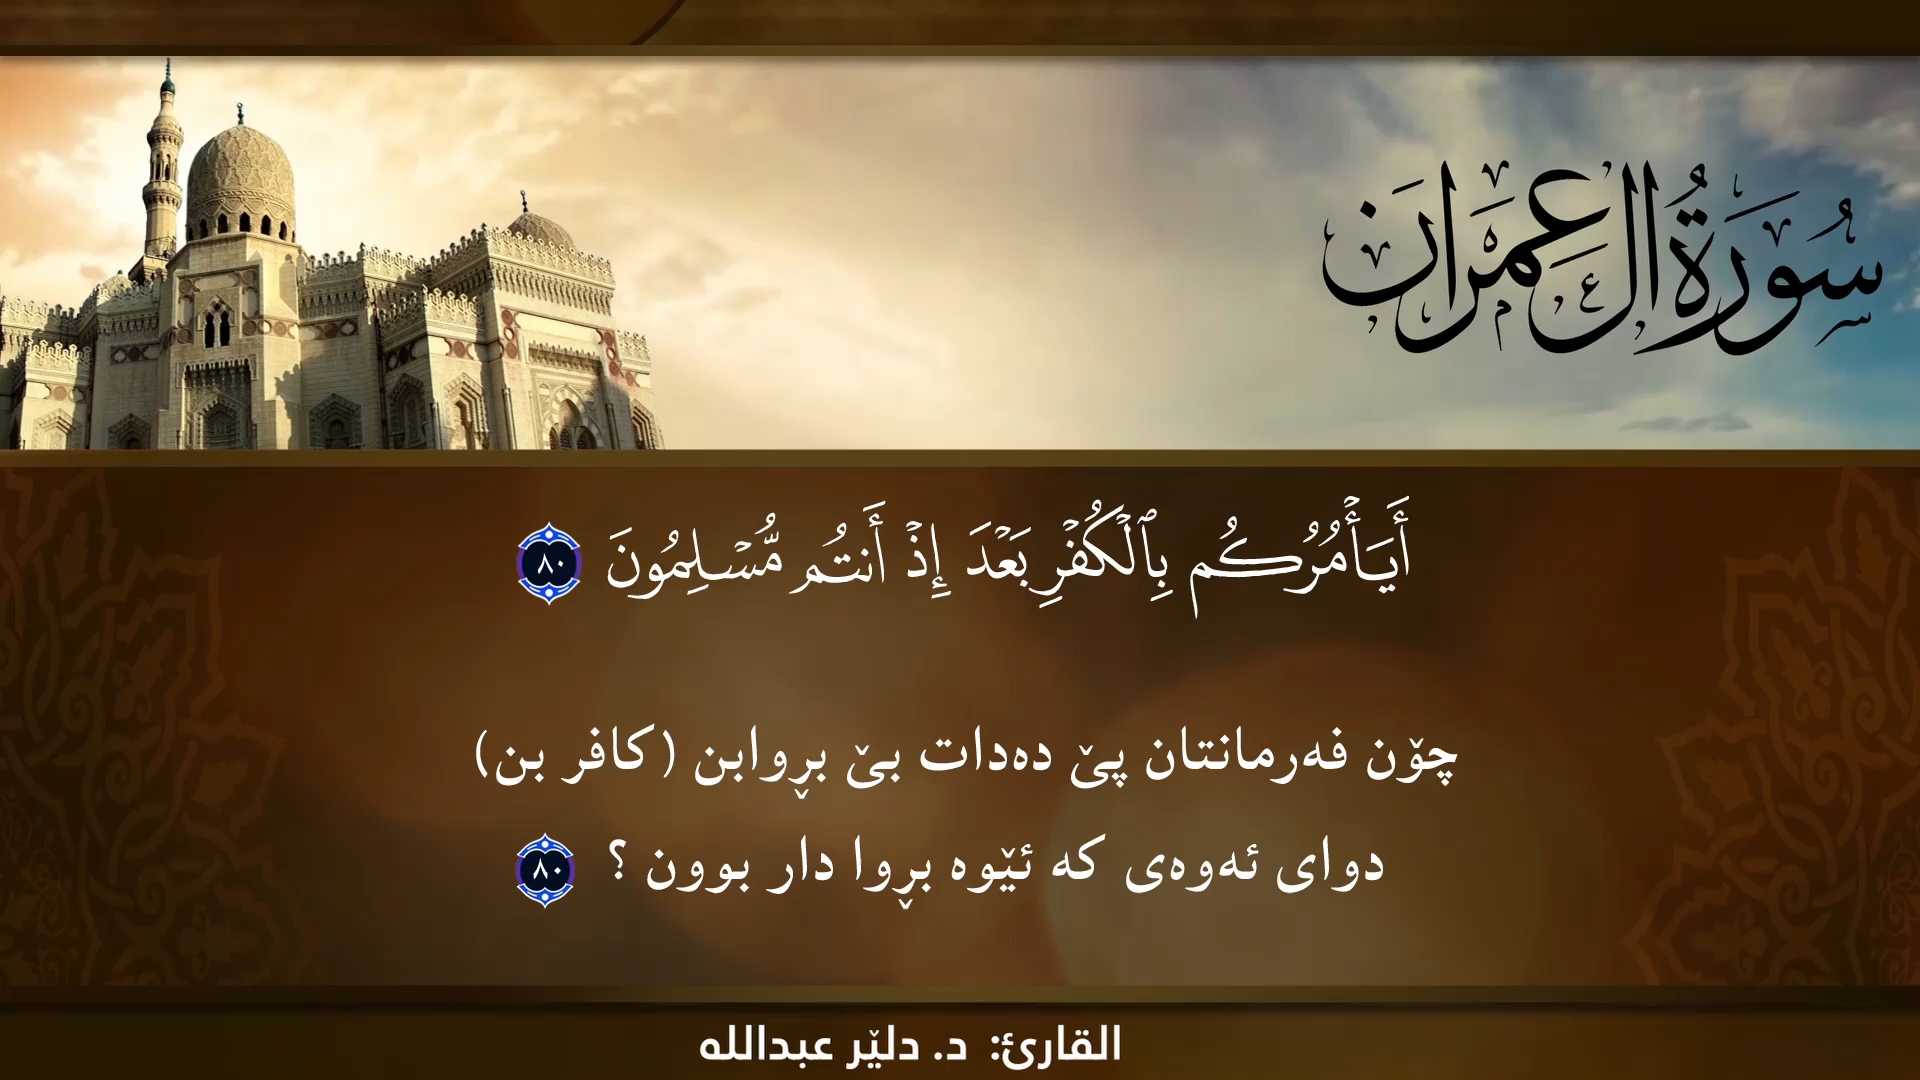 سُورَةُ آلِ عِمْرَان
أَيَأْمُرُكُم بِٱلْكُفْرِ بَعْدَ إِذْ أَنتُم مُّسْلِمُونَ ٨٠
چۆن فەرمانتان پێ دەدات بێ بڕوابن (کافر بن)
دوای ئەوەی کە ئێوە بڕوا دار بوون ؟ ٨٠
القارئ: د. دلێر عبدالله